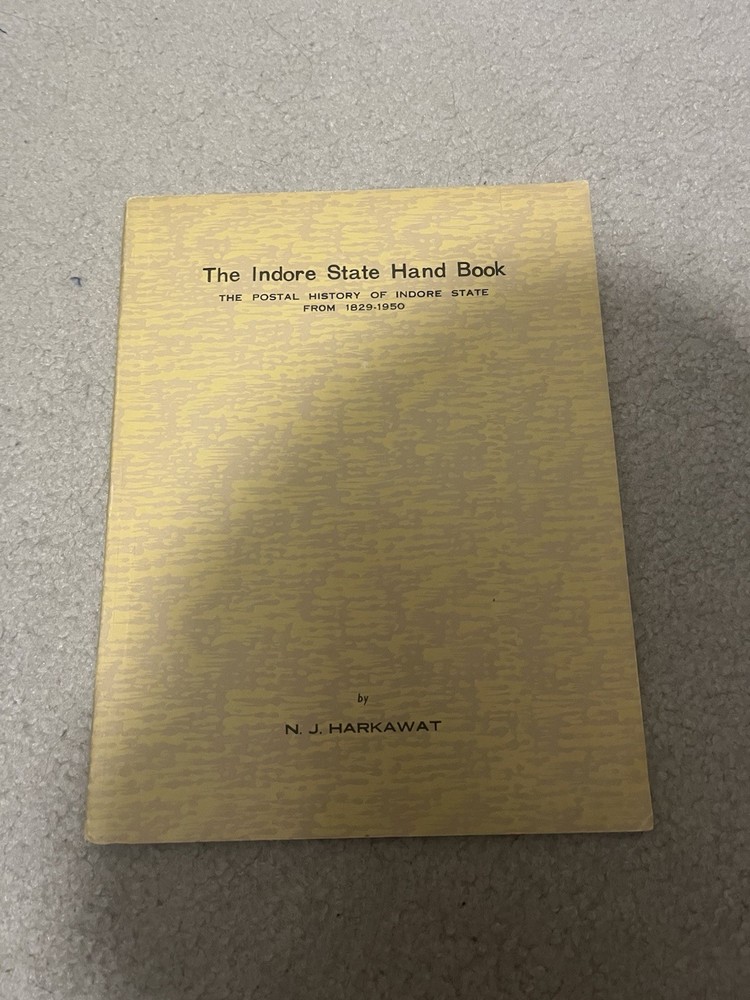 The Indore State Hand Book
THE POSTAL HISTORY OF INDORE STATE
FROM 1829-1950
by
N. J. HARKAWAT